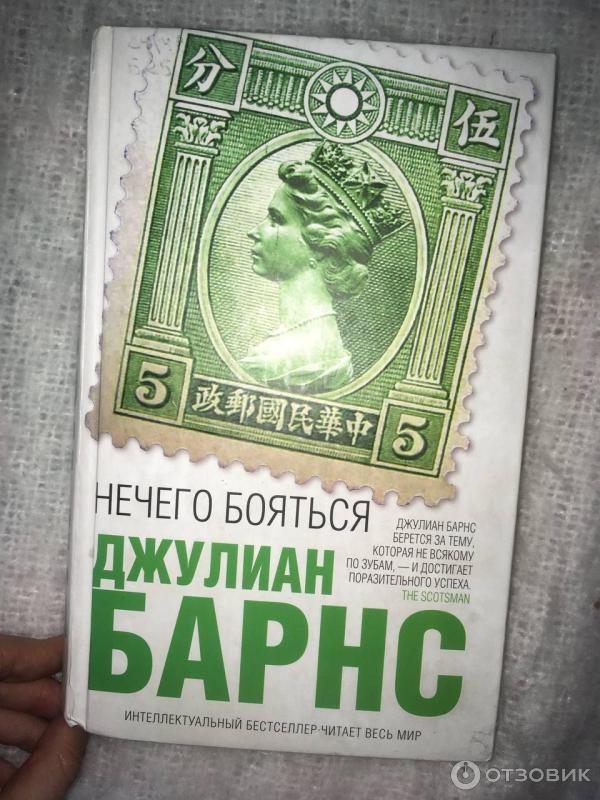 分 伍
5 政郵國民華中 5
НЕЧЕГО БОЯТЬСЯ
ДЖУЛИАН БАРНС
БЕРЕТСЯ ЗА ТЕМУ,
КОТОРАЯ НЕ ВСЯКОМУ
ПО ЗУБАМ, — И ДОСТИГАЕТ
ПОРАЗИТЕЛЬНОГО УСПЕХА.
THE SCOTSMAN
ДЖУЛИАН
БАРНС
ИНТЕЛЛЕКТУАЛЬНЫЙ БЕСТСЕЛЛЕР·ЧИТАЕТ ВЕСЬ МИР
ОТЗОВИК